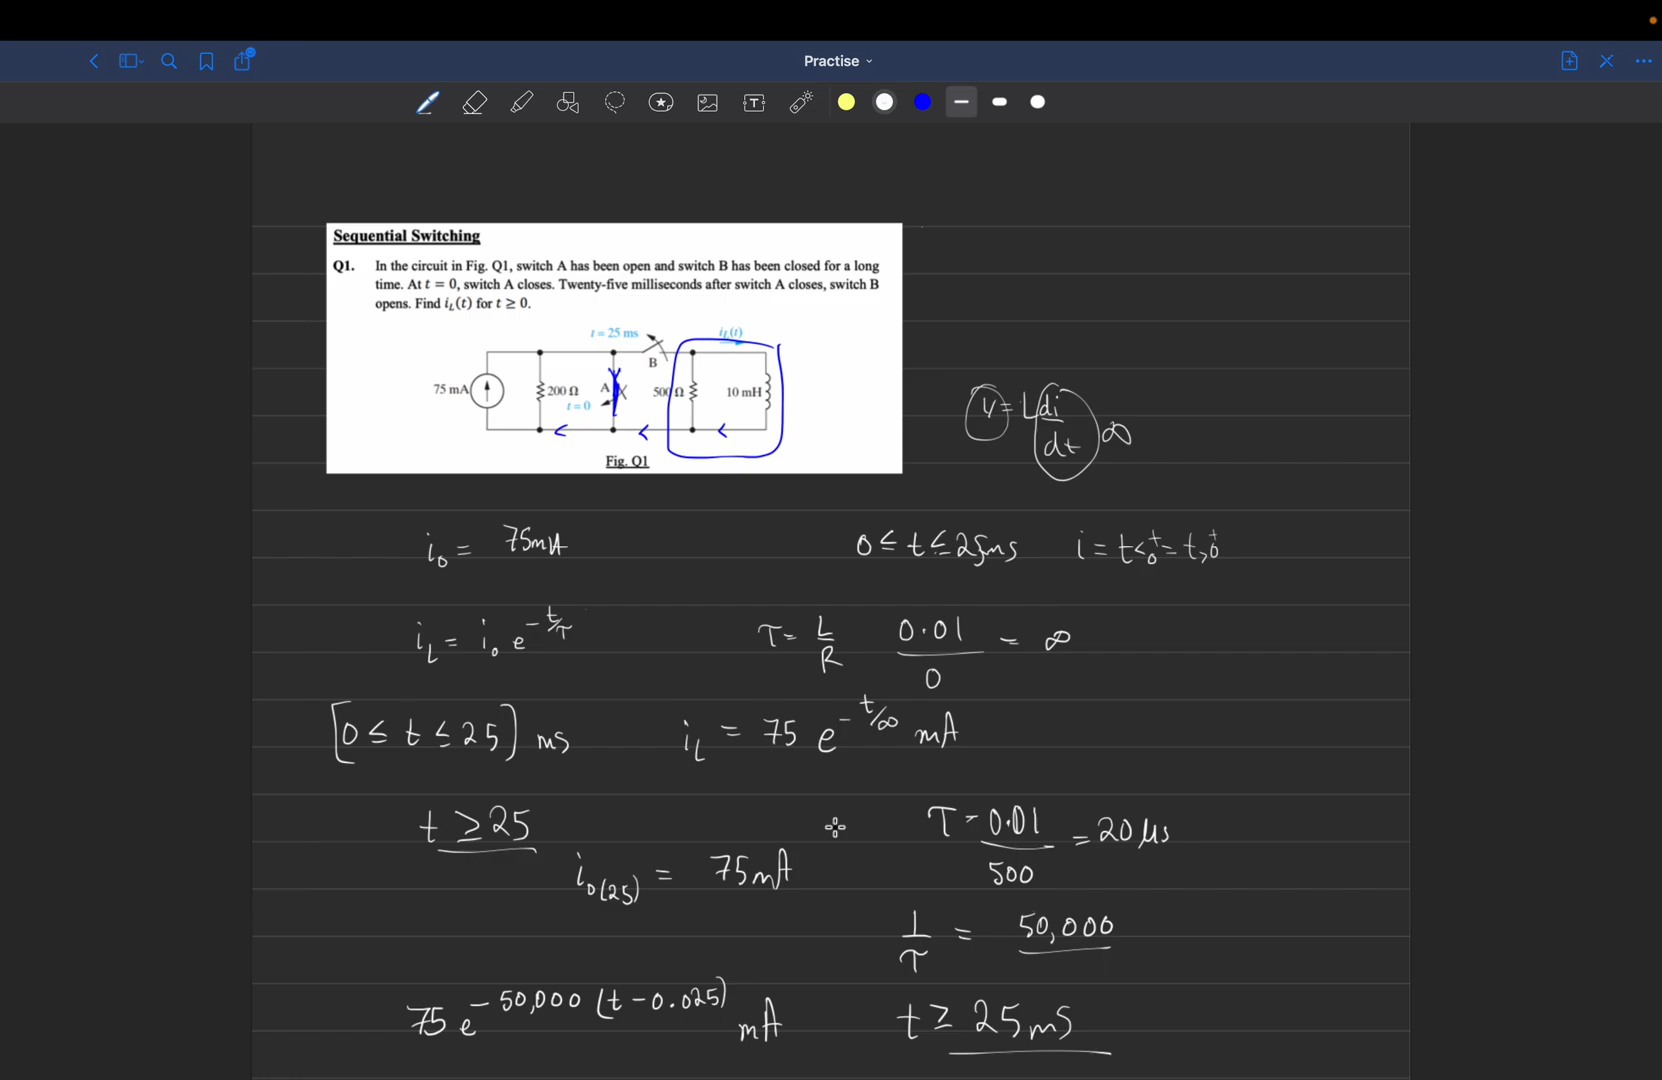 Practise
Sequential Switching
Q1. In the circuit in Fig. Q1, switch A has been open and switch B has been closed for a long
time. At t = 0, switch A closes. Twenty-five milliseconds after switch A closes, switch B
opens. Find iL(t) for t ≥ 0.
t = 25 ms
iL(t)
B
75 mA
200 Ω
A
500 Ω
10 mH
t = 0
Fig. Q1
V = L di/dt ∞
i0 = 75mA
0 ≤ t ≤ 25ms i = t<0+ = t>0+
iL = i0 e^-t/τ τ = L/R 0.01/0 = ∞
[0 ≤ t ≤ 25] ms iL = 75 e^-t/∞ mA
t ≥ 25 τ = 0.01/500 = 20 μs
i0(25) = 75mA
1/τ = 50,000
75 e^-50,000 (t - 0.025) mA t ≥ 25ms